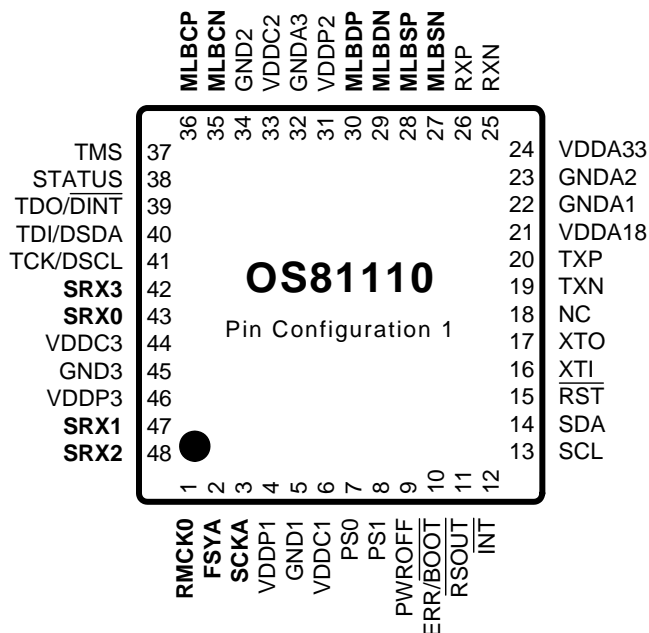 MLBCP
MLBCN
GND2
VDDC2
GNDA3
VDDP2
MLBDP
MLBDN
MLBSP
MLBSN
RXP
RXN
36
35
34
33
32
31
30
29
28
27
26
25
TMS 37
STATUS 38
TDO/DINT 39
TDI/DSDA 40
TCK/DSCL 41
SRX3 42
SRX0 43
VDDC3 44
GND3 45
VDDP3 46
SRX1 47
SRX2 48
OS81110
Pin Configuration 1
24 VDDA33
23 GNDA2
22 GNDA1
21 VDDA18
20 TXP
19 TXN
18 NC
17 XTO
16 XTI
15 RST
14 SDA
13 SCL
1
2
3
4
5
6
7
8
9
10
11
12
RMCK0
FSYA
SCKA
VDDP1
GND1
VDDC1
PS0
PS1
PWROFF
ERR/BOOT
RSOUT
INT